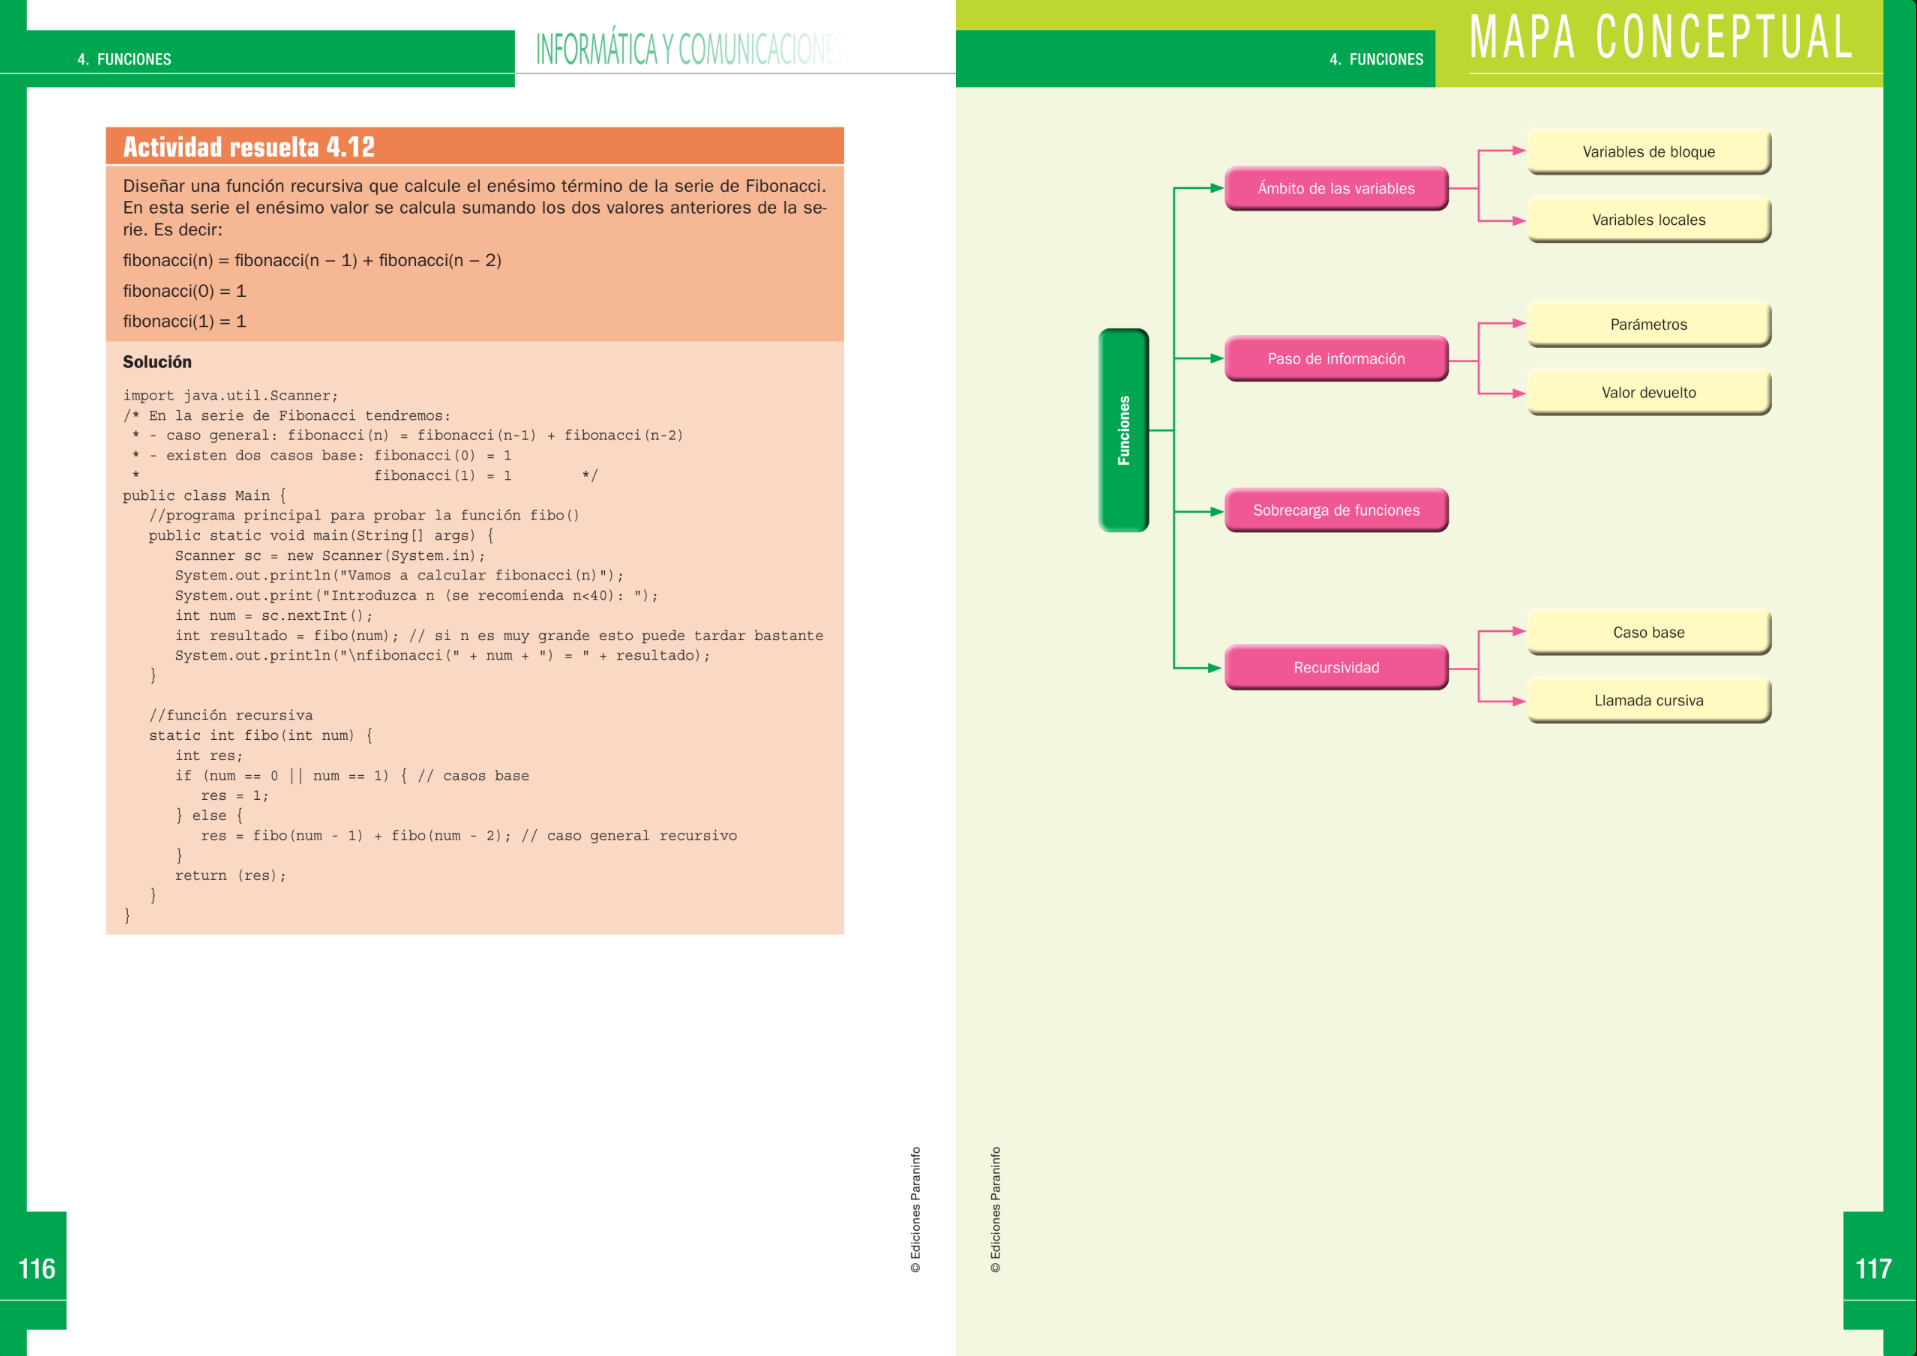 4. FUNCIONES
INFORMÁTICA Y COMUNICACIONES
Actividad resuelta 4.12
Diseñar una función recursiva que calcule el enésimo término de la serie de Fibonacci.
En esta serie el enésimo valor se calcula sumando los dos valores anteriores de la se-
rie. Es decir:
fibonacci(n) = fibonacci(n − 1) + fibonacci(n − 2)
fibonacci(0) = 1
fibonacci(1) = 1
Solución
import java.util.Scanner;
/* En la serie de Fibonacci tendremos:
 * - caso general: fibonacci(n) = fibonacci(n-1) + fibonacci(n-2)
 * - existen dos casos base: fibonacci(0) = 1
 *                           fibonacci(1) = 1        */
public class Main {
   //programa principal para probar la función fibo()
   public static void main(String[] args) {
      Scanner sc = new Scanner(System.in);
      System.out.println("Vamos a calcular fibonacci(n)");
      System.out.print("Introduzca n (se recomienda n<40): ");
      int num = sc.nextInt();
      int resultado = fibo(num); // si n es muy grande esto puede tardar bastante
      System.out.println("\nfibonacci(" + num + ") = " + resultado);
   }
   //función recursiva
   static int fibo(int num) {
      int res;
      if (num == 0 || num == 1) { // casos base
         res = 1;
      } else {
         res = fibo(num - 1) + fibo(num - 2); // caso general recursivo
      }
      return (res);
   }
}
© Ediciones Paraninfo
116
4. FUNCIONES
MAPA CONCEPTUAL
Funciones
Ámbito de las variables
Variables de bloque
Variables locales
Paso de información
Parámetros
Valor devuelto
Sobrecarga de funciones
Recursividad
Caso base
Llamada cursiva
© Ediciones Paraninfo
117